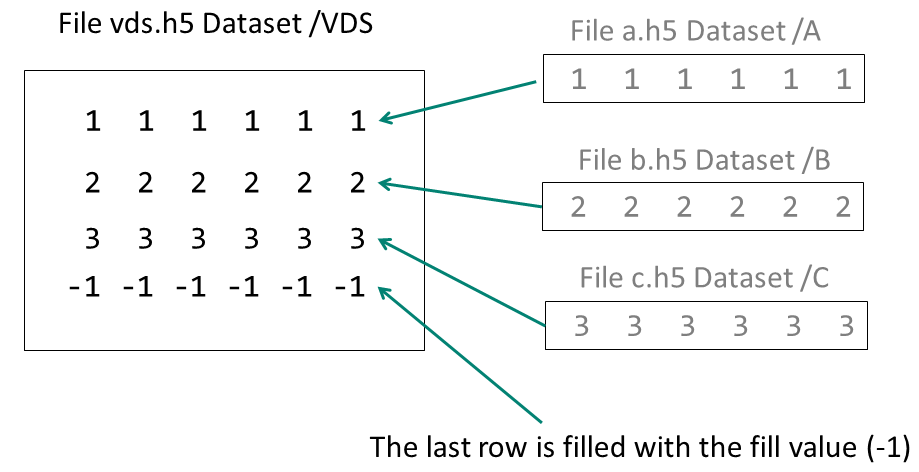 File vds.h5 Dataset /VDS
1 1 1 1 1 1
2 2 2 2 2 2
3 3 3 3 3 3
-1 -1 -1 -1 -1 -1
File a.h5 Dataset /A
1 1 1 1 1 1
File b.h5 Dataset /B
2 2 2 2 2 2
File c.h5 Dataset /C
3 3 3 3 3 3
The last row is filled with the fill value (-1)